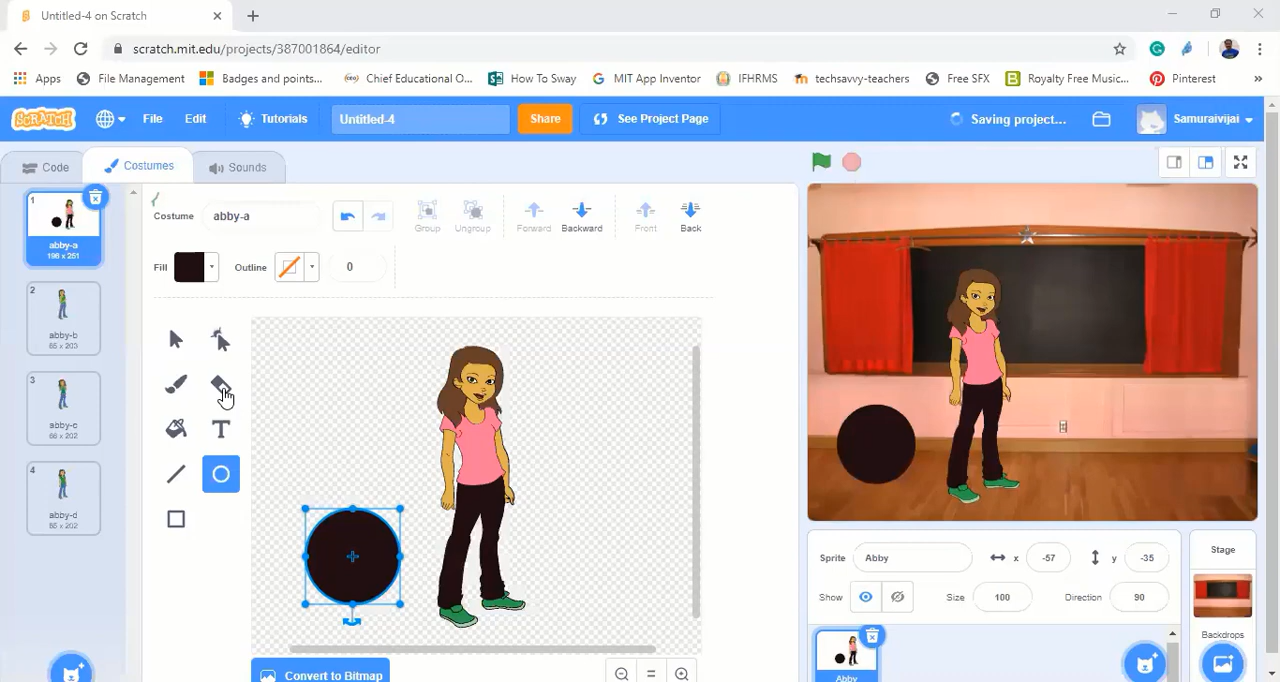 Untitled-4 on Scratch
scratch.mit.edu/projects/387001864/editor
Apps File Management Badges and points... Chief Educational O... How To Sway MIT App Inventor IFHRMS techsavvy-teachers Free SFX Royalty Free Music... Pinterest »
SCRATCH File Edit Tutorials Untitled-4 Share See Project Page Saving project... Samuraivijai
Code Costumes Sounds
1
abby-a
196 x 251
2
abby-b
65 x 203
3
abby-c
66 x 202
4
abby-d
86 x 202
Costume abby-a Group Ungroup Forward Backward Front Back
Fill Outline 0
T
Convert to Bitmap
Sprite Abby x -57 y -35
Show Size 100 Direction 90
Abby
Stage
Backdrops